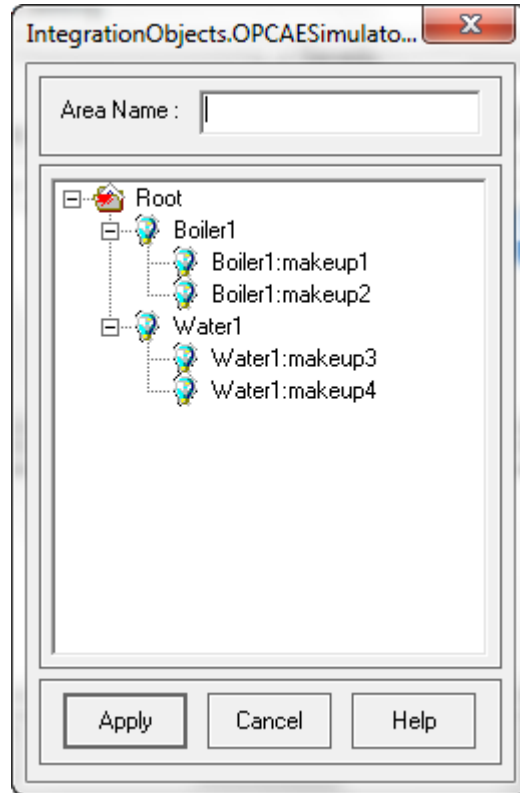 IntegrationObjects.OPCAESimulato...
Area Name :
Root
Boiler1
Boiler1:makeup1
Boiler1:makeup2
Water1
Water1:makeup3
Water1:makeup4
Apply Cancel Help